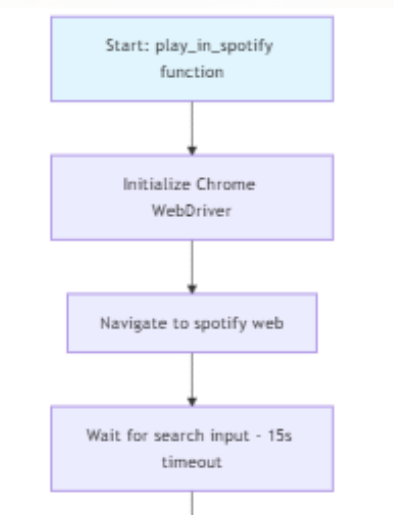 Start: play_in_spotify
function
Initialize Chrome
WebDriver
Navigate to spotify web
Wait for search input - 15s
timeout